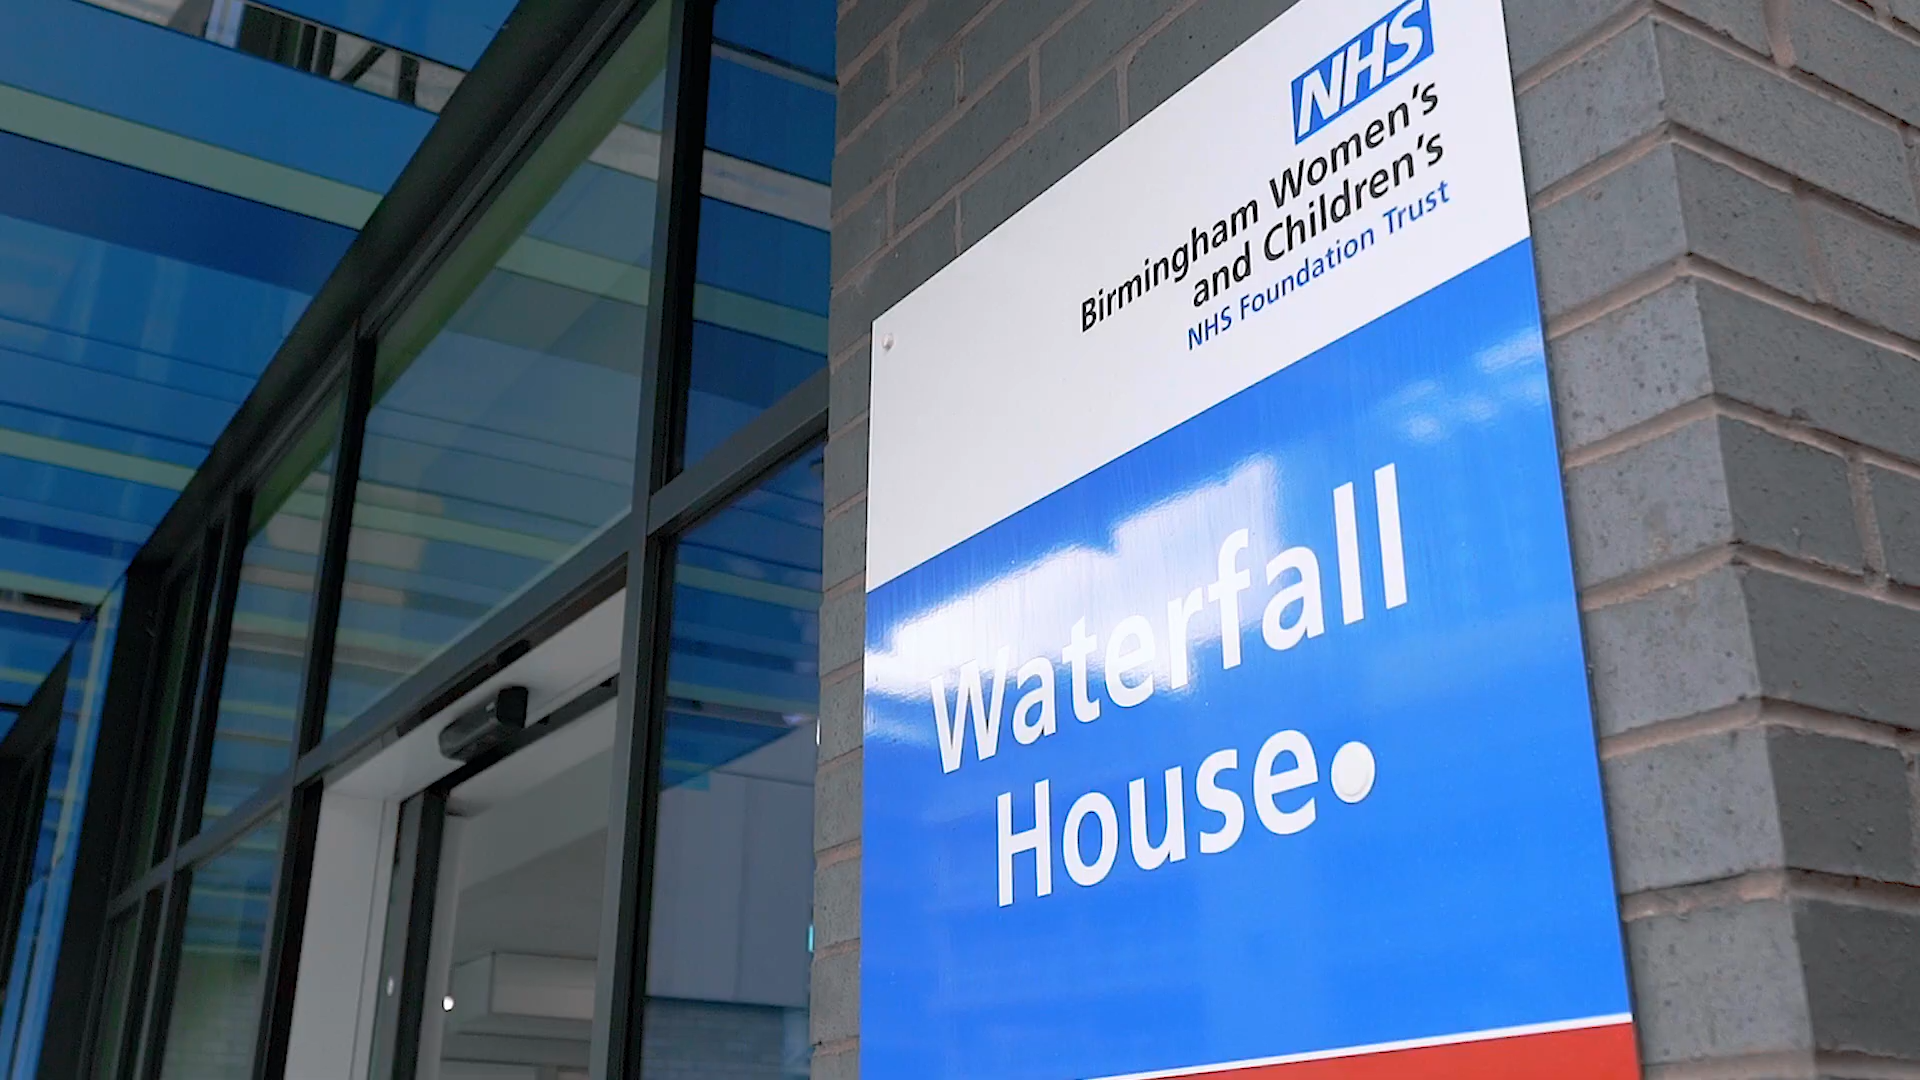 NHS
Birmingham Women's
and Children's
NHS Foundation Trust
Waterfall
House.